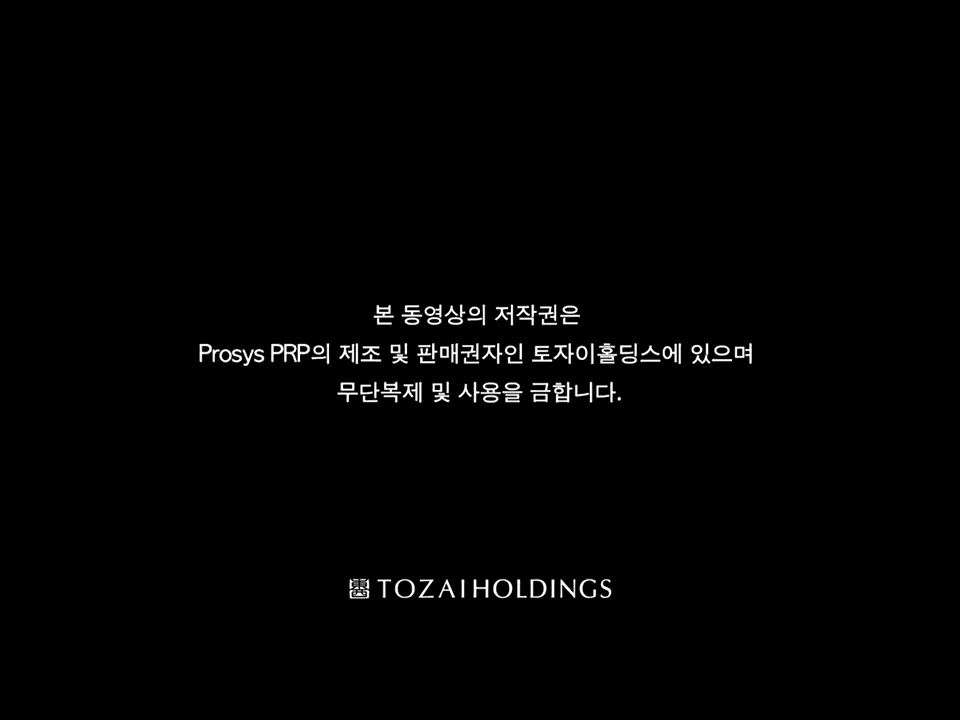 본 동영상의 저작권은
Prosys PRP의 제조 및 판매권자인 토자이홀딩스에 있으며
무단복제 및 사용을 금합니다.
TOZAI HOLDINGS